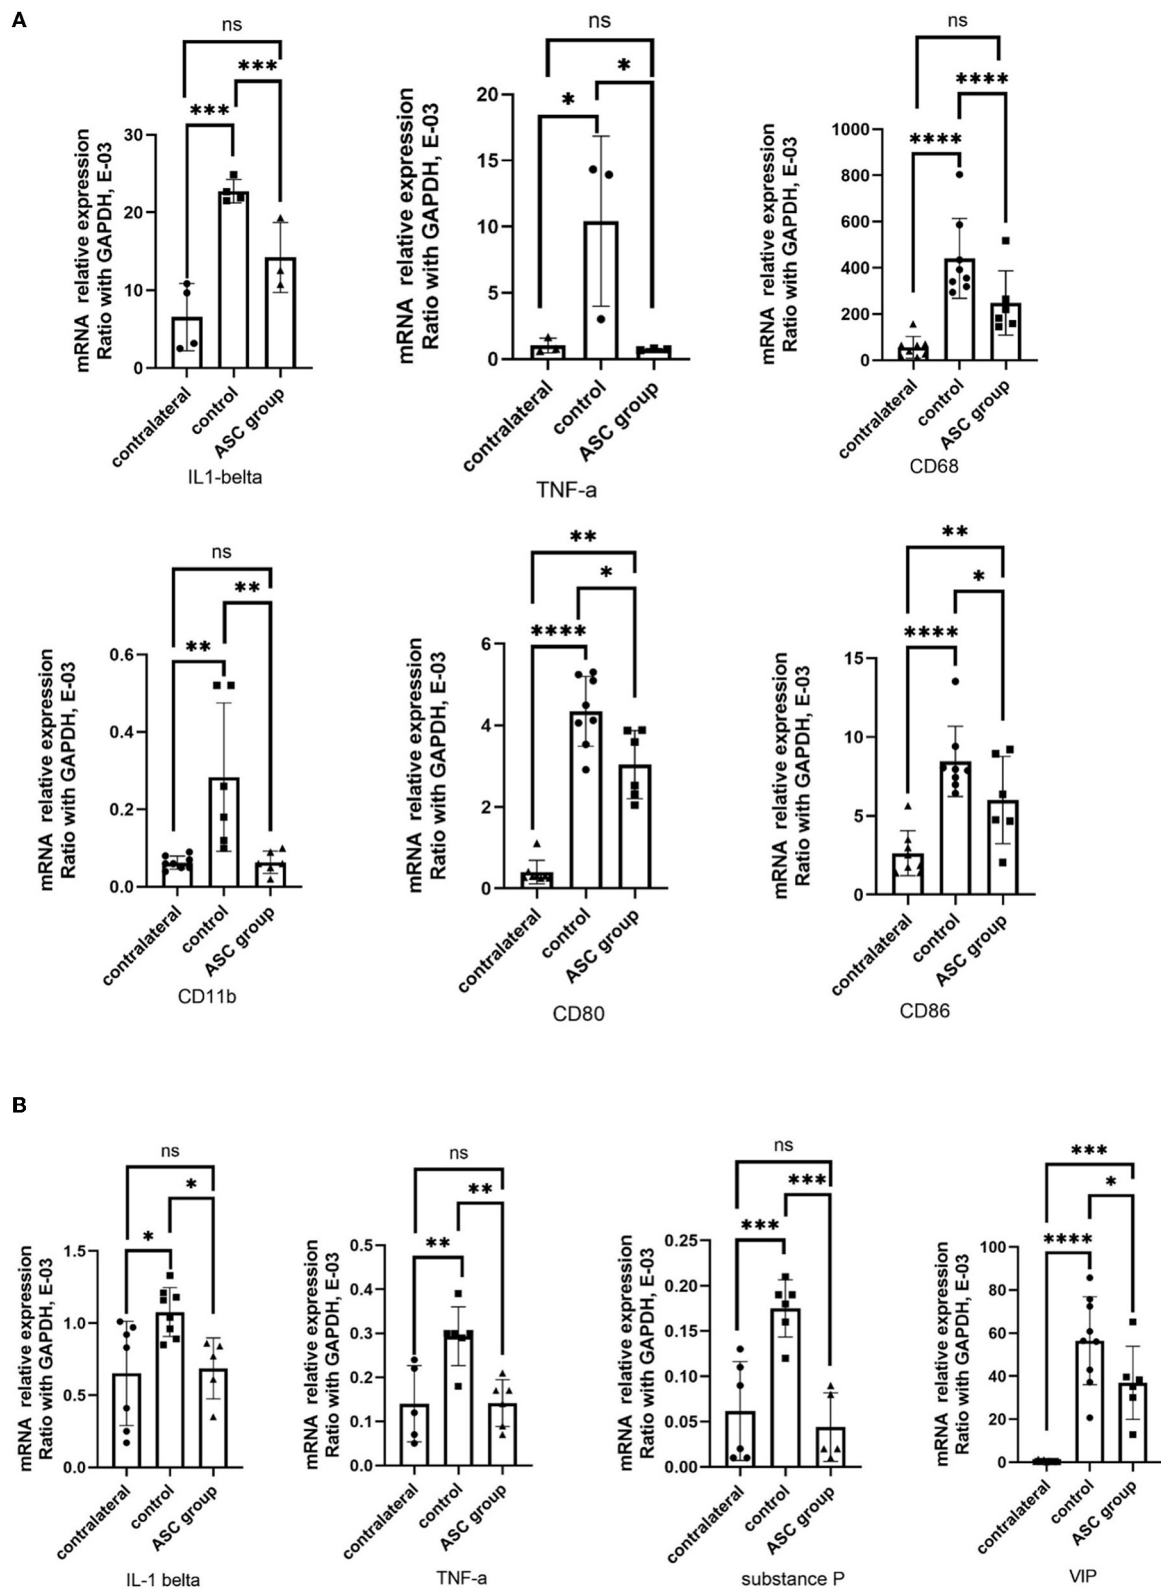 A
ns
***
***
mRNA relative expression
Ratio with GAPDH, E-03
30
20
10
0
contralateral
control
ASC group
IL1-belta
ns
*
*
mRNA relative expression
Ratio with GAPDH, E-03
20
15
10
5
0
contralateral
control
ASC group
TNF-a
ns
****
****
mRNA relative expression
Ratio with GAPDH, E-03
1000
800
600
400
200
0
contralateral
control
ASC group
CD68
ns
**
**
mRNA relative expression
Ratio with GAPDH, E-03
0.6
0.4
0.2
0.0
contralateral
control
ASC group
CD11b
**
*
****
mRNA relative expression
Ratio with GAPDH, E-03
6
4
2
0
contralateral
control
ASC group
CD80
**
*
****
mRNA relative expression
Ratio with GAPDH, E-03
15
10
5
0
contralateral
control
ASC group
CD86
B
ns
*
*
mRNA relative expression
Ratio with GAPDH, E-03
1.5
1.0
0.5
0.0
contralateral
control
ASC group
IL-1 belta
ns
**
**
mRNA relative expression
Ratio with GAPDH, E-03
0.5
0.4
0.3
0.2
0.1
0.0
contralateral
control
ASC group
TNF-a
ns
***
***
mRNA relative expression
Ratio with GAPDH, E-03
0.25
0.20
0.15
0.10
0.05
0.00
contralateral
control
ASC group
substance P
***
*
****
mRNA relative expression
Ratio with GAPDH, E-03
100
80
60
40
20
0
contralateral
control
ASC group
VIP